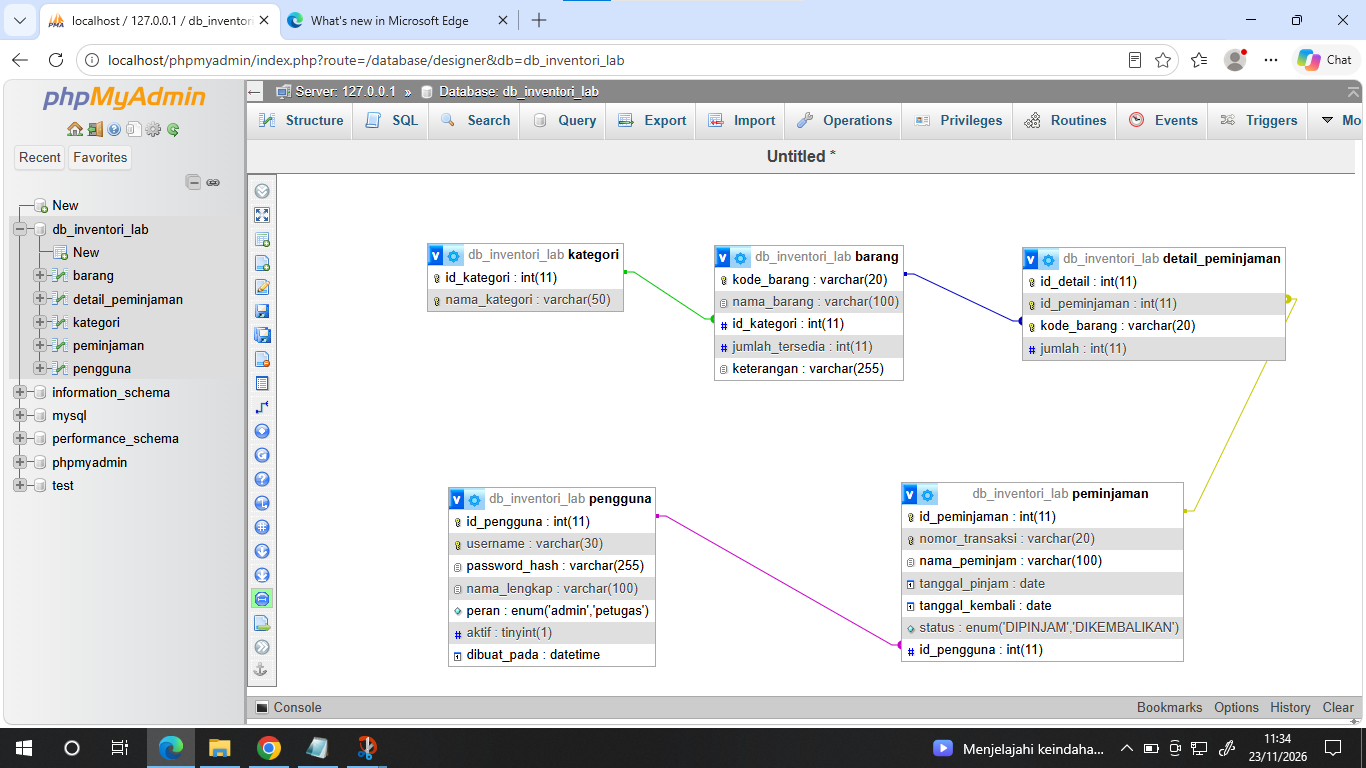 localhost / 127.0.0.1 / db_inventori_lab
What's new in Microsoft Edge
localhost/phpmyadmin/index.php?route=/database/designer&db=db_inventori_lab
Chat
phpMyAdmin
Recent
Favorites
New
db_inventori_lab
New
barang
detail_peminjaman
kategori
peminjaman
pengguna
information_schema
mysql
performance_schema
phpmyadmin
test
Server: 127.0.0.1 » Database: db_inventori_lab
Structure SQL Search Query Export Import Operations Privileges Routines Events Triggers Mo
Untitled *
db_inventori_lab kategori
id_kategori : int(11)
nama_kategori : varchar(50)
db_inventori_lab barang
kode_barang : varchar(20)
nama_barang : varchar(100)
id_kategori : int(11)
jumlah_tersedia : int(11)
keterangan : varchar(255)
db_inventori_lab detail_peminjaman
id_detail : int(11)
id_peminjaman : int(11)
kode_barang : varchar(20)
jumlah : int(11)
db_inventori_lab pengguna
id_pengguna : int(11)
username : varchar(30)
password_hash : varchar(255)
nama_lengkap : varchar(100)
peran : enum('admin','petugas')
aktif : tinyint(1)
dibuat_pada : datetime
db_inventori_lab peminjaman
id_peminjaman : int(11)
nomor_transaksi : varchar(20)
nama_peminjam : varchar(100)
tanggal_pinjam : date
tanggal_kembali : date
status : enum('DIPINJAM','DIKEMBALIKAN')
id_pengguna : int(11)
Console
Bookmarks Options History Clear
Menjelajahi keindaha...
11:34
23/11/2026